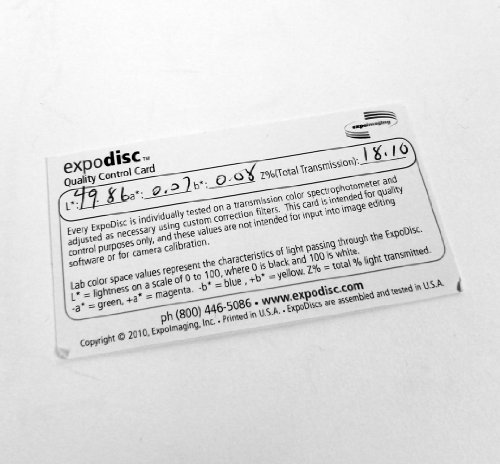 expoimaging
expodisc™
Quality Control Card
L*: 49.86 a*: 0.07 b*: 0.08 Z%(Total Transmission): 18.10
Every ExpoDisc is individually tested on a transmission color spectrophotometer and
adjusted as necessary using custom correction filters. This card is intended for quality
control purposes only, and these values are not intended for input into image editing
software or for camera calibration.
Lab color space values represent the characteristics of light passing through the ExpoDisc.
L* = lightness on a scale of 0 to 100, where 0 is black and 100 is white.
-a* = green, +a* = magenta. -b* = blue , +b* = yellow. Z% = total % light transmitted.
ph (800) 446-5086 • www.expodisc.com
Copyright © 2010, ExpoImaging, Inc. • Printed in U.S.A. • ExpoDiscs are assembled and tested in U.S.A.